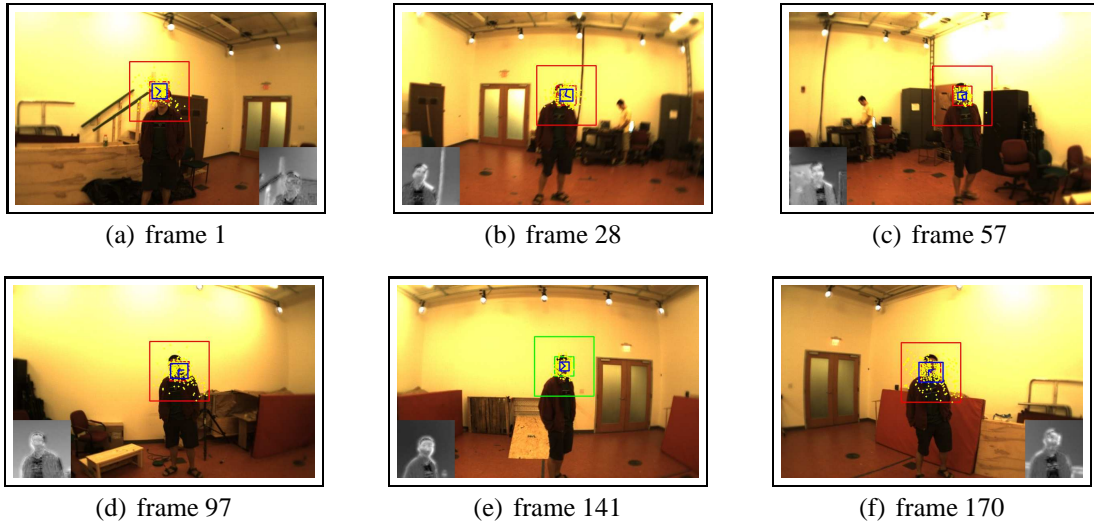 (a) frame 1
(b) frame 28
(c) frame 57
(d) frame 97
(e) frame 141
(f) frame 170